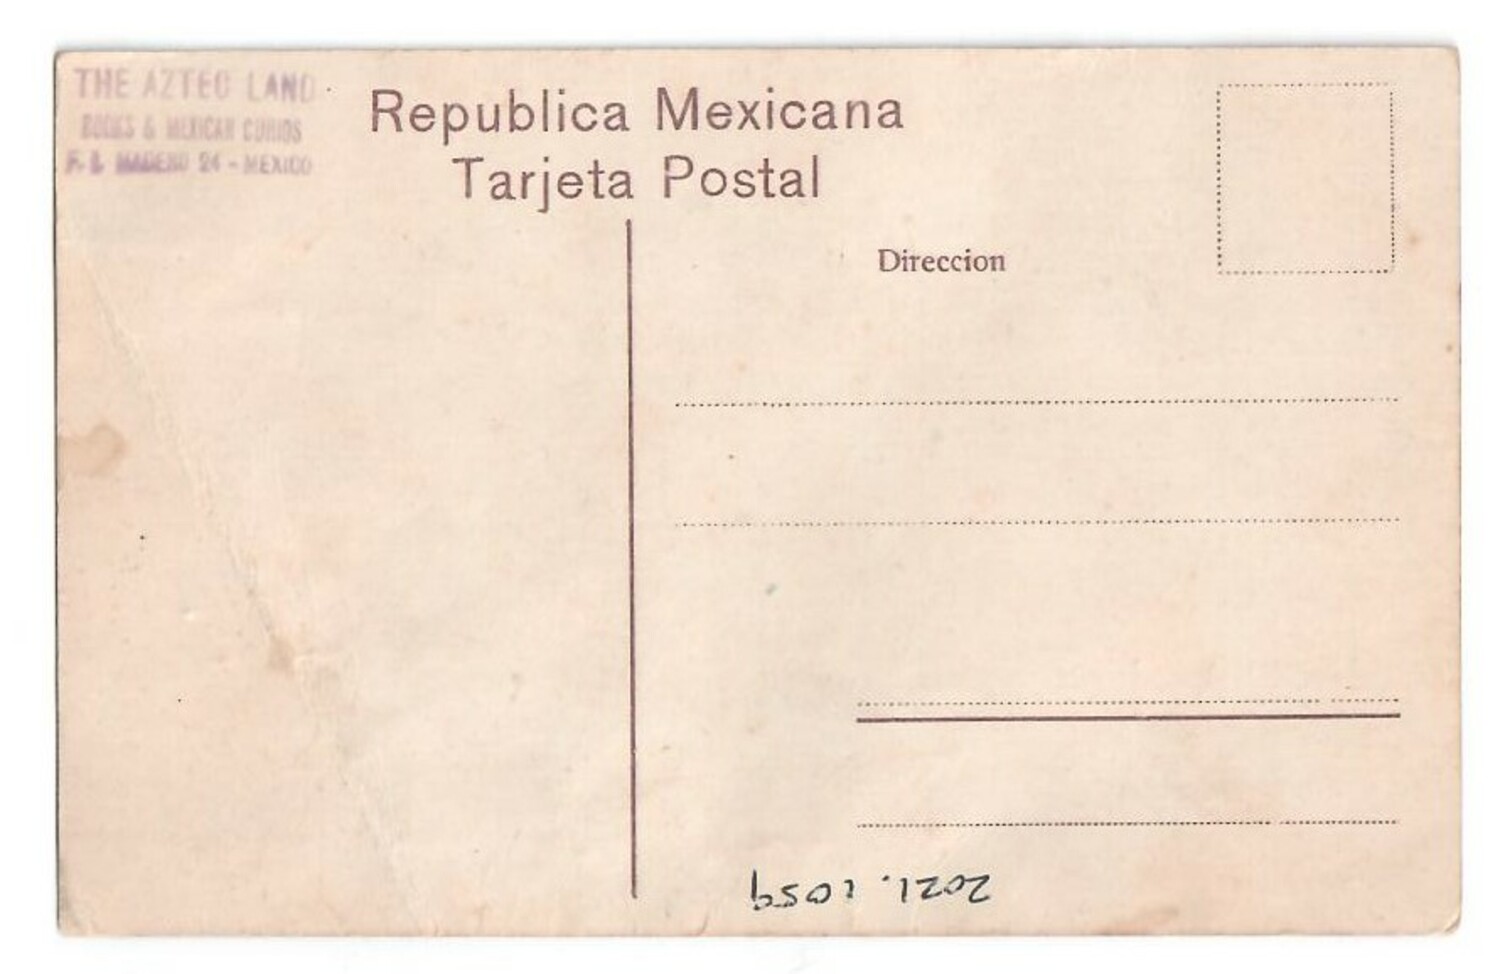 THE AZTEC LAND
BOOKS & MEXICAN CURIOS
F. I. MADERO 24 - MEXICO
Republica Mexicana
Tarjeta Postal
Direccion
2021.1059